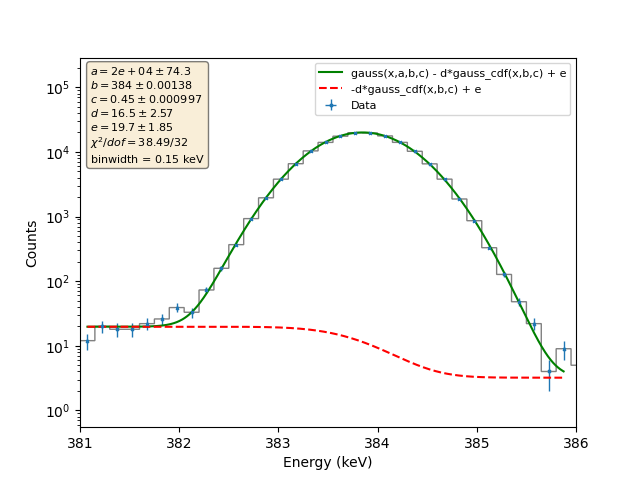 a = 2e + 04 ± 74.3
b = 384 ± 0.00138
c = 0.45 ± 0.000997
d = 16.5 ± 2.57
e = 19.7 ± 1.85
χ²/dof = 38.49/32
binwidth = 0.15 keV
gauss(x,a,b,c) - d*gauss_cdf(x,b,c) + e
-d*gauss_cdf(x,b,c) + e
Data
Counts
10⁵
10⁴
10³
10²
10¹
10⁰
381 382 383 384 385 386
Energy (keV)